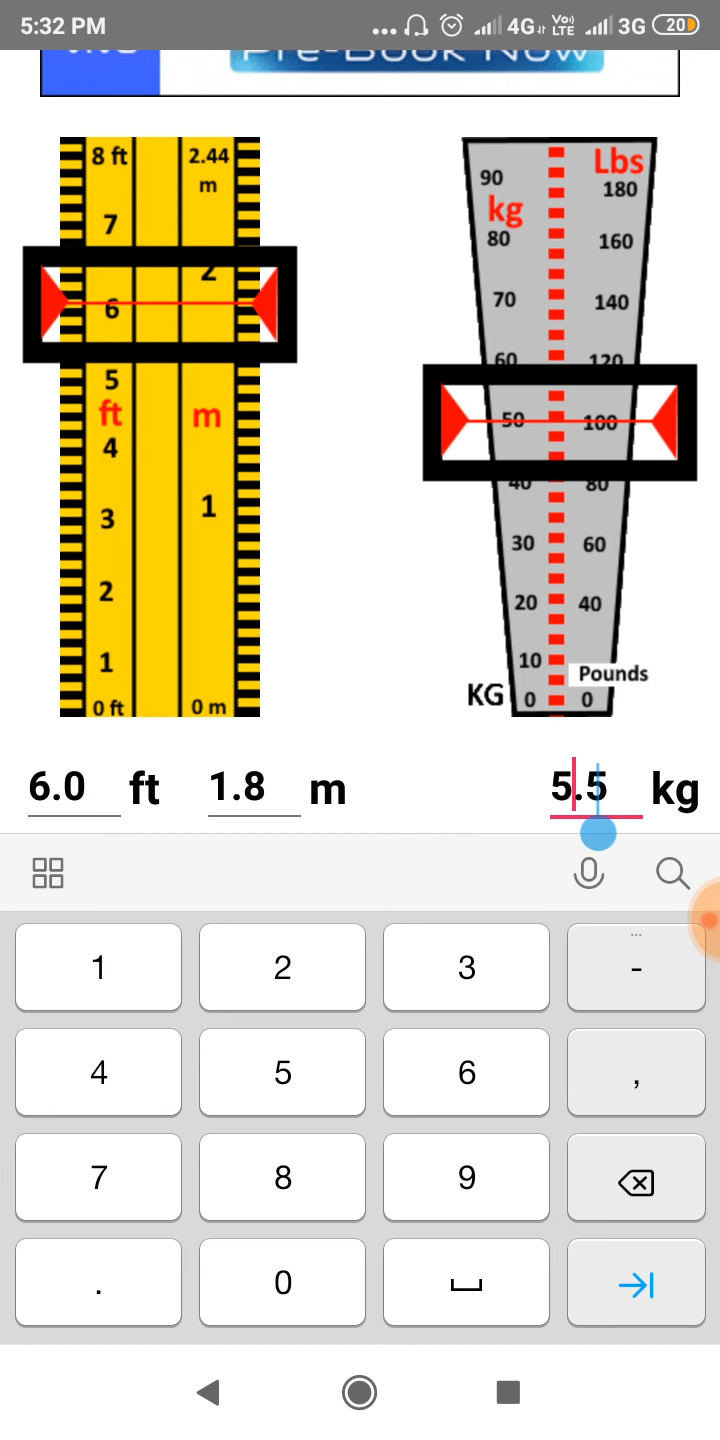 5:32 PM ... 4G Vo) LTE 3G 20
Pre-Book Now
8 ft 2.44 m
7
2
6
5
ft m
4
3 1
2
1
0 ft 0 m
Lbs
90 180
kg
80 160
70 140
60 120
50 100
40 80
30 60
20 40
10 Pounds
KG 0 0
6.0 ft 1.8 m 5.5 kg
1 2 3 -
4 5 6 ,
7 8 9
. 0